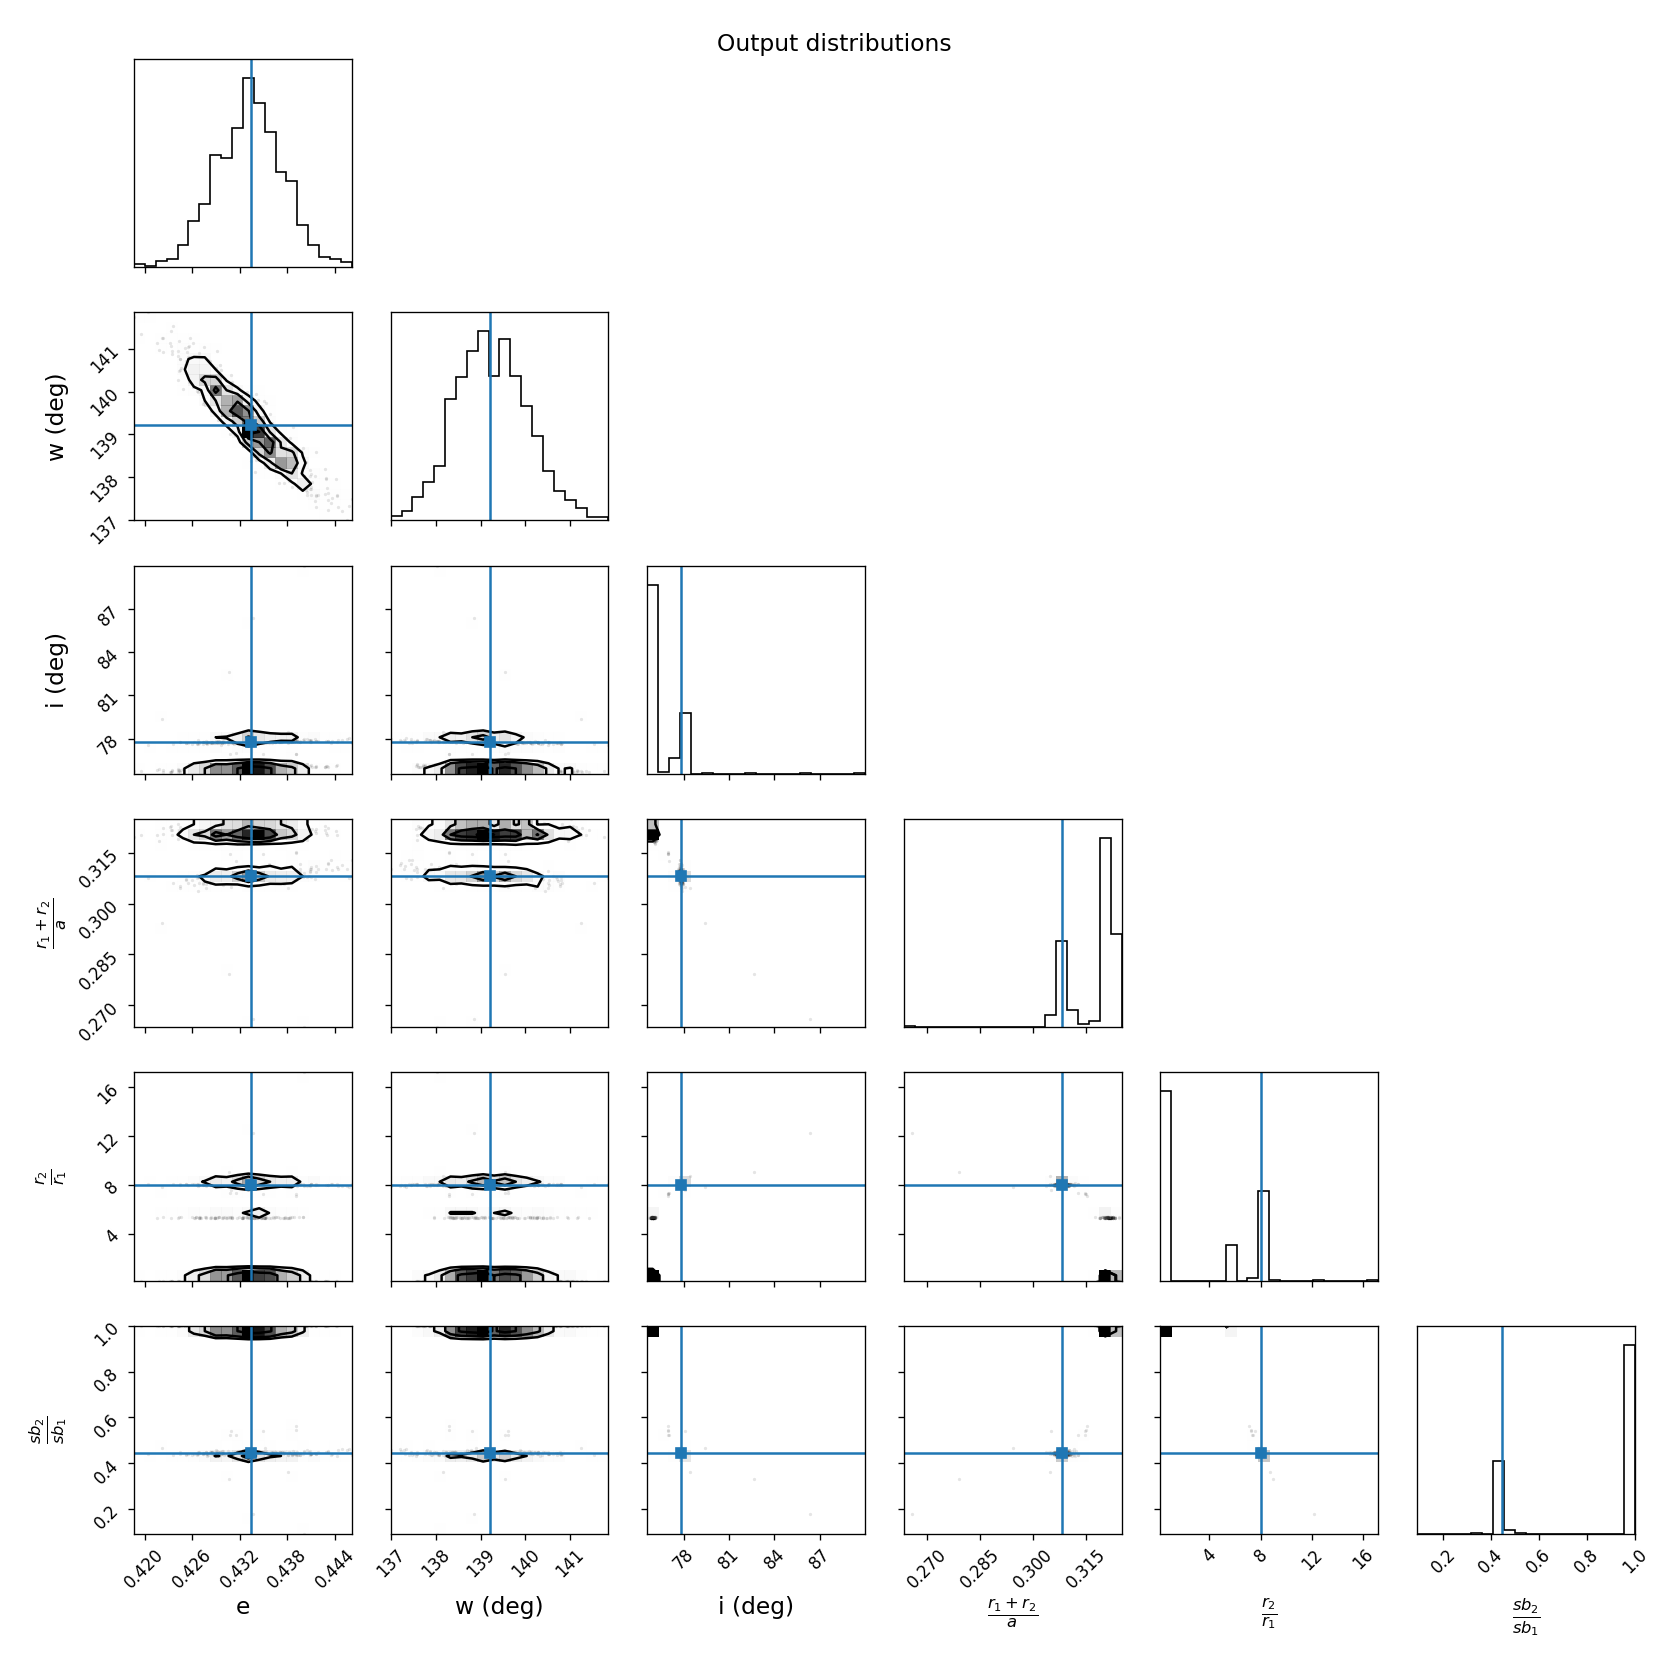 Output distributions
w (deg)
141
140
139
138
137
i (deg)
87
84
81
78
r₁ + r₂
a
0.315
0.300
0.285
0.270
r₂
r₁
16
12
8
4
sb₂
sb₁
1.0
0.8
0.6
0.4
0.2
0.420 0.426 0.432 0.438 0.444
137 138 139 140 141
78 81 84 87
0.270 0.285 0.300 0.315
4 8 12 16
0.2 0.4 0.6 0.8 1.0
e
w (deg)
i (deg)
r₁ + r₂
a
r₂
r₁
sb₂
sb₁